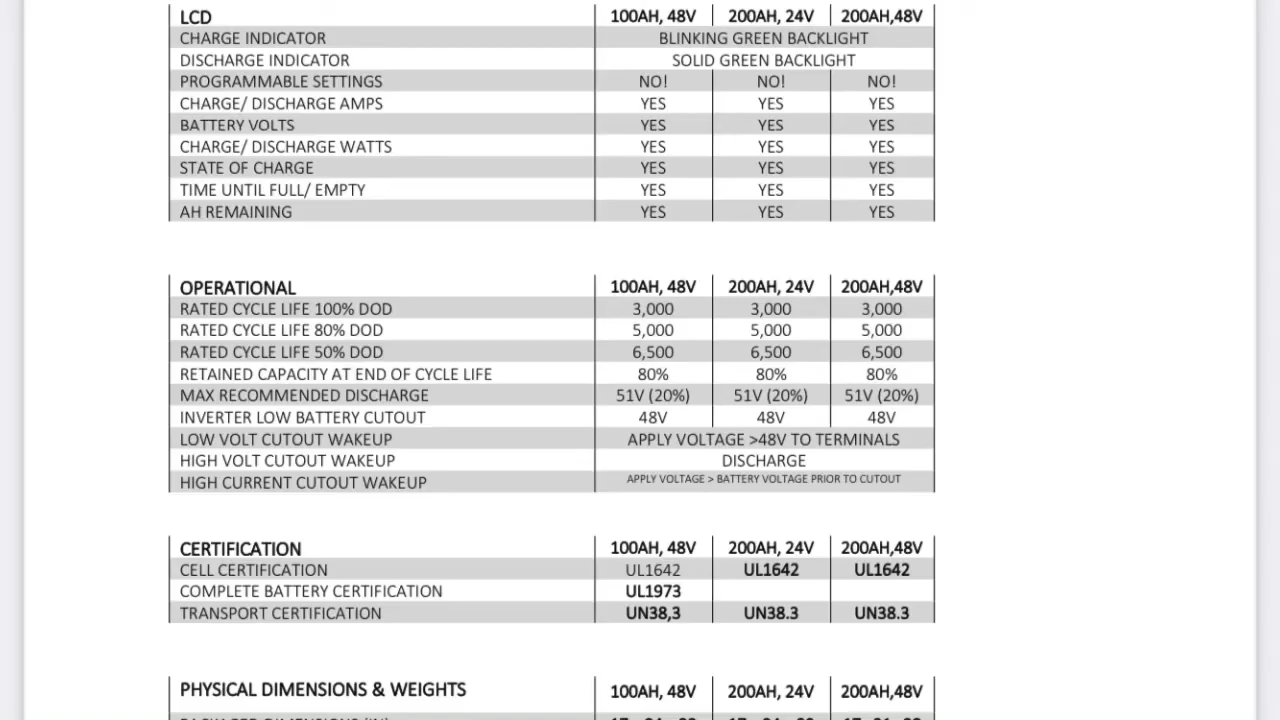 LCD 100AH, 48V 200AH, 24V 200AH,48V
CHARGE INDICATOR BLINKING GREEN BACKLIGHT
DISCHARGE INDICATOR SOLID GREEN BACKLIGHT
PROGRAMMABLE SETTINGS NO! NO! NO!
CHARGE/ DISCHARGE AMPS YES YES YES
BATTERY VOLTS YES YES YES
CHARGE/ DISCHARGE WATTS YES YES YES
STATE OF CHARGE YES YES YES
TIME UNTIL FULL/ EMPTY YES YES YES
AH REMAINING YES YES YES
OPERATIONAL 100AH, 48V 200AH, 24V 200AH,48V
RATED CYCLE LIFE 100% DOD 3,000 3,000 3,000
RATED CYCLE LIFE 80% DOD 5,000 5,000 5,000
RATED CYCLE LIFE 50% DOD 6,500 6,500 6,500
RETAINED CAPACITY AT END OF CYCLE LIFE 80% 80% 80%
MAX RECOMMENDED DISCHARGE 51V (20%) 51V (20%) 51V (20%)
INVERTER LOW BATTERY CUTOUT 48V 48V 48V
LOW VOLT CUTOUT WAKEUP APPLY VOLTAGE >48V TO TERMINALS
HIGH VOLT CUTOUT WAKEUP DISCHARGE
HIGH CURRENT CUTOUT WAKEUP APPLY VOLTAGE > BATTERY VOLTAGE PRIOR TO CUTOUT
CERTIFICATION 100AH, 48V 200AH, 24V 200AH,48V
CELL CERTIFICATION UL1642 UL1642 UL1642
COMPLETE BATTERY CERTIFICATION UL1973
TRANSPORT CERTIFICATION UN38,3 UN38.3 UN38.3
PHYSICAL DIMENSIONS & WEIGHTS 100AH, 48V 200AH, 24V 200AH,48V